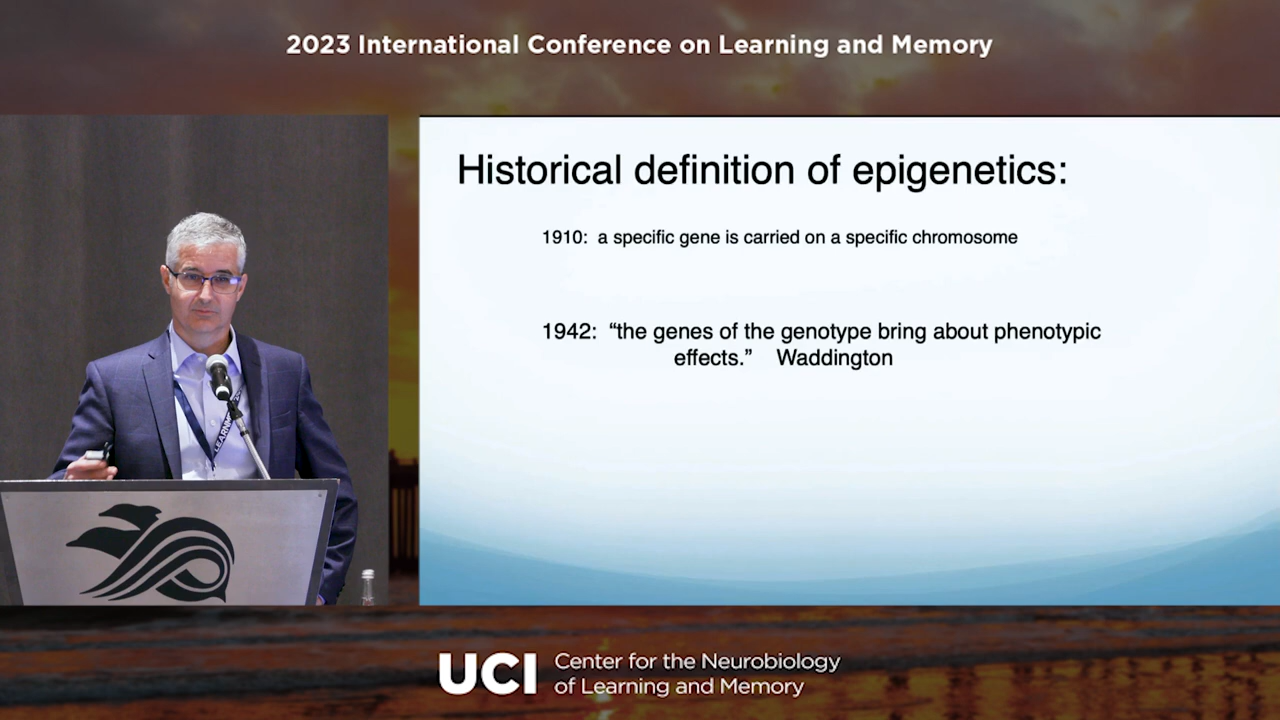 2023 International Conference on Learning and Memory
Historical definition of epigenetics:
1910: a specific gene is carried on a specific chromosome
1942: “the genes of the genotype bring about phenotypic
effects.” Waddington
LEARNING
UCI Center for the Neurobiology
of Learning and Memory